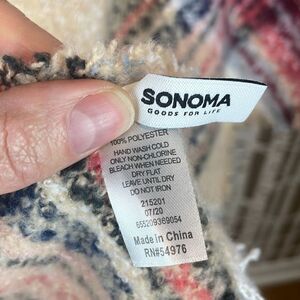 SONOMA
GOODS FOR LIFE
100% POLYESTER
HAND WASH COLD
ONLY NON-CHLORINE
BLEACH WHEN NEEDED
DRY FLAT
LEAVE UNTIL DRY
DO NOT IRON
215201
07/20
655209369054
Made in China
RN#54976